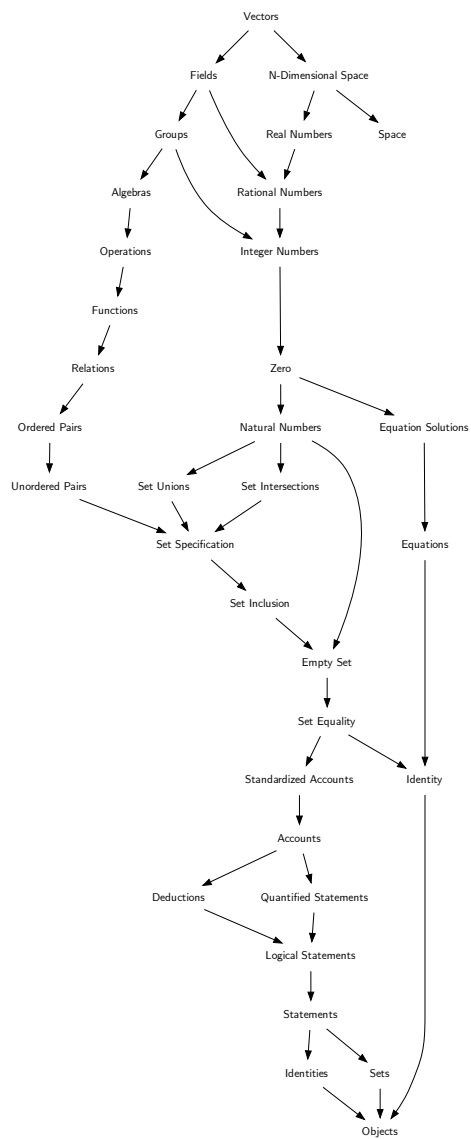 Vectors
Fields
N-Dimensional Space
Groups
Real Numbers
Space
Algebras
Rational Numbers
Operations
Integer Numbers
Functions
Relations
Zero
Ordered Pairs
Natural Numbers
Equation Solutions
Unordered Pairs
Set Unions
Set Intersections
Set Specification
Equations
Set Inclusion
Empty Set
Set Equality
Standardized Accounts
Identity
Accounts
Deductions
Quantified Statements
Logical Statements
Statements
Identities
Sets
Objects